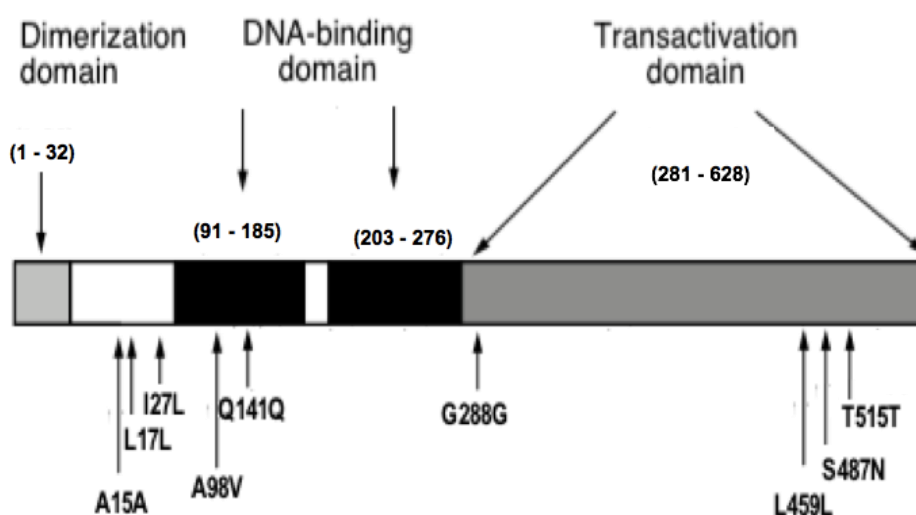 Dimerization
domain
DNA-binding
domain
Transactivation
domain
(1 - 32)
(91 - 185)
(203 - 276)
(281 - 628)
I27L
Q141Q
G288G
T515T
L17L
S487N
A15A
A98V
L459L